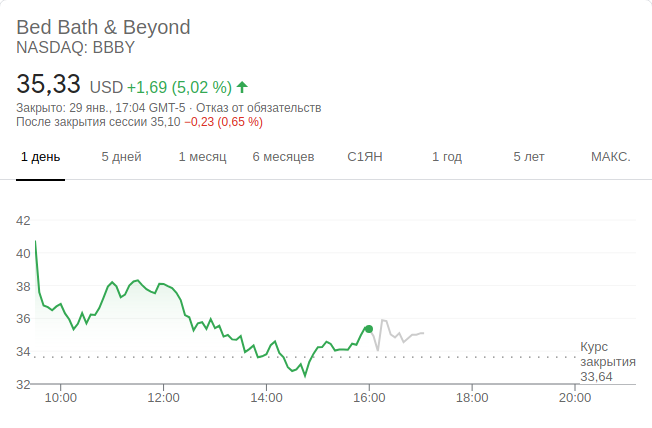 Bed Bath & Beyond
NASDAQ: BBBY
35,33 USD +1,69 (5,02 %)
Закрыто: 29 янв., 17:04 GMT-5 · Отказ от обязательств
После закрытия сессии 35,10 −0,23 (0,65 %)
1 день 5 дней 1 месяц 6 месяцев С1ЯН 1 год 5 лет МАКС.
42
40
38
36
34
32
Курс
закрытия
33,64
10:00 12:00 14:00 16:00 18:00 20:00